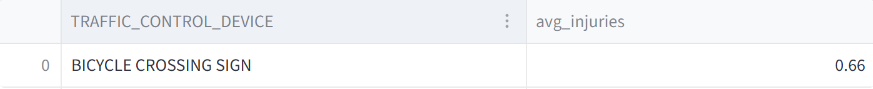 TRAFFIC_CONTROL_DEVICE avg_injuries
0 BICYCLE CROSSING SIGN 0.66